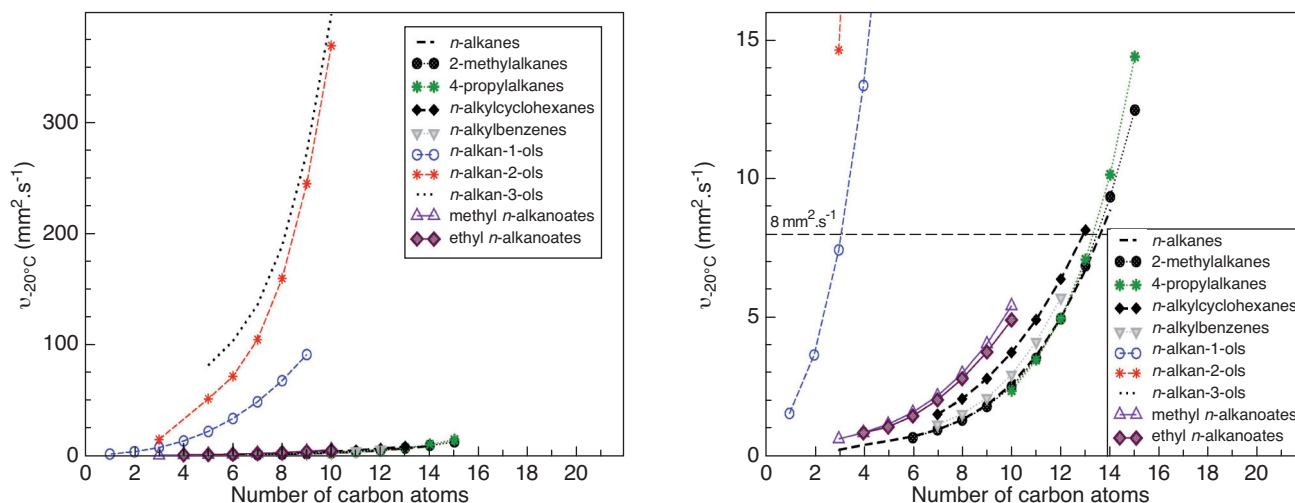 υ-20°C (mm².s⁻¹)
0
100
200
300
0 2 4 6 8 10 12 14 16 18 20
Number of carbon atoms
n-alkanes
2-methylalkanes
4-propylalkanes
n-alkylcyclohexanes
n-alkylbenzenes
n-alkan-1-ols
n-alkan-2-ols
n-alkan-3-ols
methyl n-alkanoates
ethyl n-alkanoates
υ-20°C (mm².s⁻¹)
15
10
5
0
8 mm².s⁻¹
0 2 4 6 8 10 12 14 16 18 20
Number of carbon atoms
n-alkanes
2-methylalkanes
4-propylalkanes
n-alkylcyclohexanes
n-alkylbenzenes
n-alkan-1-ols
n-alkan-2-ols
n-alkan-3-ols
methyl n-alkanoates
ethyl n-alkanoates